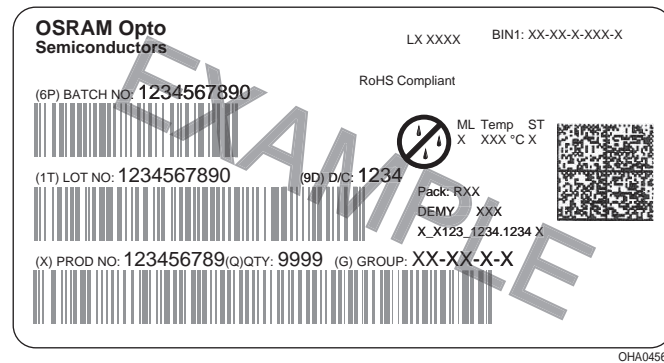 OSRAM Opto
Semiconductors
LX XXXX
BIN1: XX-XX-X-XXX-X
RoHS Compliant
(6P) BATCH NO: 1234567890
ML Temp ST
X XXX °C X
(1T) LOT NO: 1234567890 (9D) D/C: 1234
Pack: RXX
DEMY XXX
X_X123_1234.1234 X
(X) PROD NO: 123456789(Q)QTY: 9999 (G) GROUP: XX-XX-X-X
EXAMPLE
OHA0456